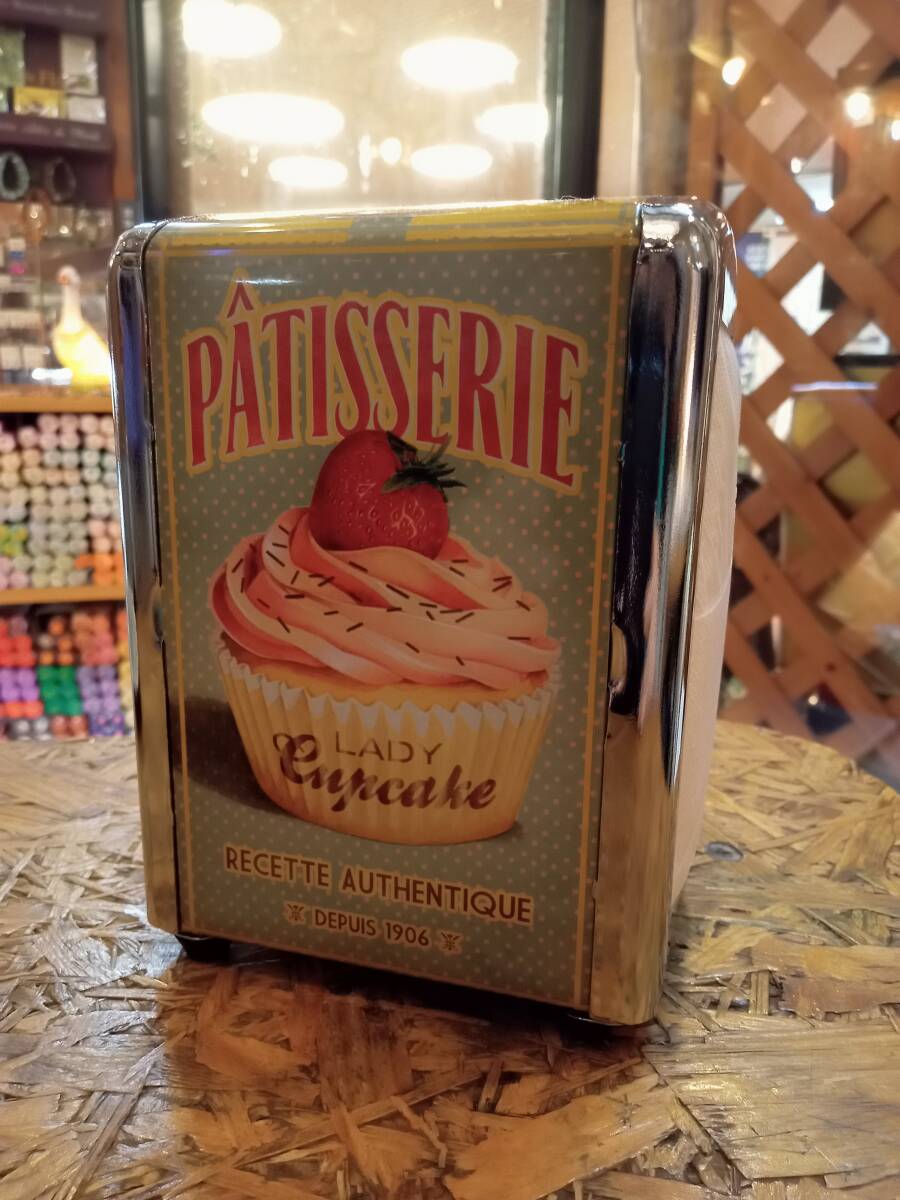 PÂTISSERIE
LADY
Cupcake
RECETTE AUTHENTIQUE
DEPUIS 1906